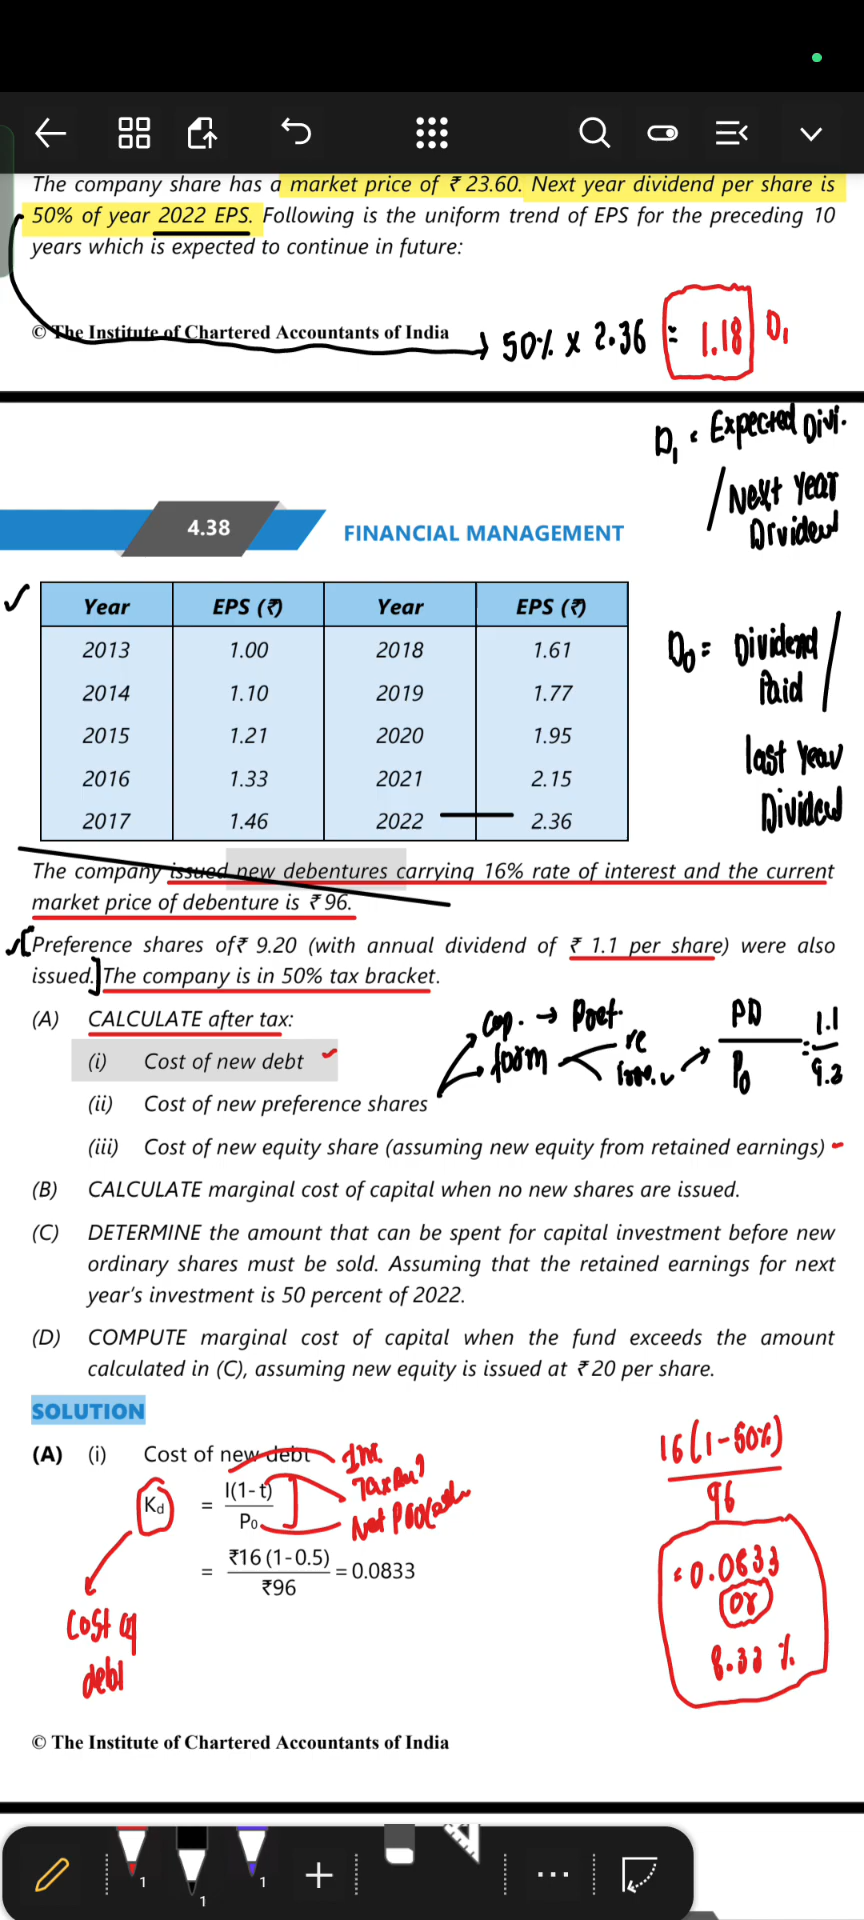 The company share has a market price of ₹ 23.60. Next year dividend per share is
50% of year 2022 EPS. Following is the uniform trend of EPS for the preceding 10
years which is expected to continue in future:
© The Institute of Chartered Accountants of India
50% x 2.36 = 1.18 D₁
D₁ = Expected Divi.
/ Next Year
Dividend
4.38 FINANCIAL MANAGEMENT
Year EPS (₹) Year EPS (₹)
2013 1.00 2018 1.61
2014 1.10 2019 1.77
2015 1.21 2020 1.95
2016 1.33 2021 2.15
2017 1.46 2022 2.36
D₀ = Dividend /
Paid
last Year
Divided
The company issued new debentures carrying 16% rate of interest and the current
market price of debenture is ₹ 96.
Preference shares of₹ 9.20 (with annual dividend of ₹ 1.1 per share) were also
issued. The company is in 50% tax bracket.
(A) CALCULATE after tax:
(i) Cost of new debt
(ii) Cost of new preference shares
(iii) Cost of new equity share (assuming new equity from retained earnings)
Cap. → Pref.
form
re
PD
P₀
= 1.1
9.2
(B) CALCULATE marginal cost of capital when no new shares are issued.
(C) DETERMINE the amount that can be spent for capital investment before new
ordinary shares must be sold. Assuming that the retained earnings for next
year's investment is 50 percent of 2022.
(D) COMPUTE marginal cost of capital when the fund exceeds the amount
calculated in (C), assuming new equity is issued at ₹ 20 per share.
SOLUTION
(A) (i) Cost of new debt
Int.
Kd = I(1-t)
P₀
Net
= ₹16 (1-0.5) = 0.0833
₹96
Cost of
debt
16(1-50%)
96
= 0.0833
or
8.33 %
© The Institute of Chartered Accountants of India
1
1
1